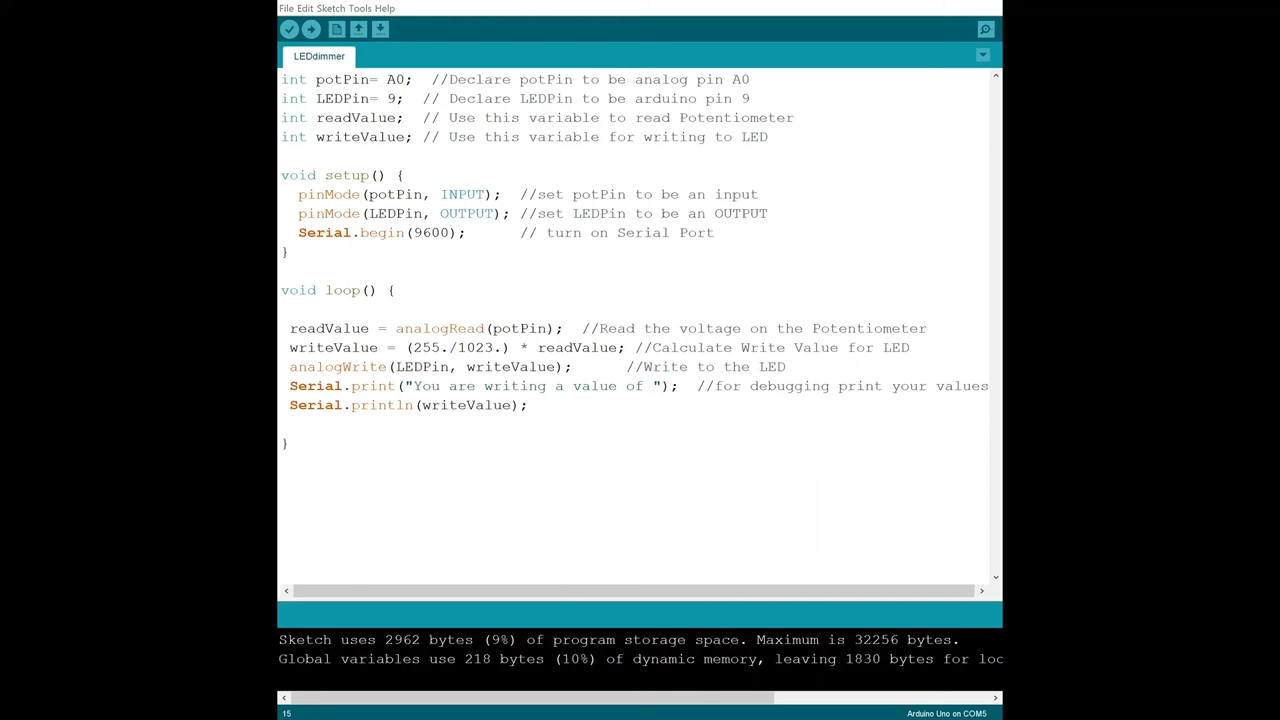 File Edit Sketch Tools Help
LEDdimmer
int potPin= A0;  //Declare potPin to be analog pin A0
int LEDPin= 9;  // Declare LEDPin to be arduino pin 9
int readValue;  // Use this variable to read Potentiometer
int writeValue; // Use this variable for writing to LED
void setup() {
pinMode(potPin, INPUT);  //set potPin to be an input
pinMode(LEDPin, OUTPUT); //set LEDPin to be an OUTPUT
Serial.begin(9600);      // turn on Serial Port
}
void loop() {
readValue = analogRead(potPin);  //Read the voltage on the Potentiometer
writeValue = (255./1023.) * readValue; //Calculate Write Value for LED
analogWrite(LEDPin, writeValue);      //Write to the LED
Serial.print("You are writing a value of ");  //for debugging print your values
Serial.println(writeValue);
}
Sketch uses 2962 bytes (9%) of program storage space. Maximum is 32256 bytes.
Global variables use 218 bytes (10%) of dynamic memory, leaving 1830 bytes for loc
15 Arduino Uno on COM5